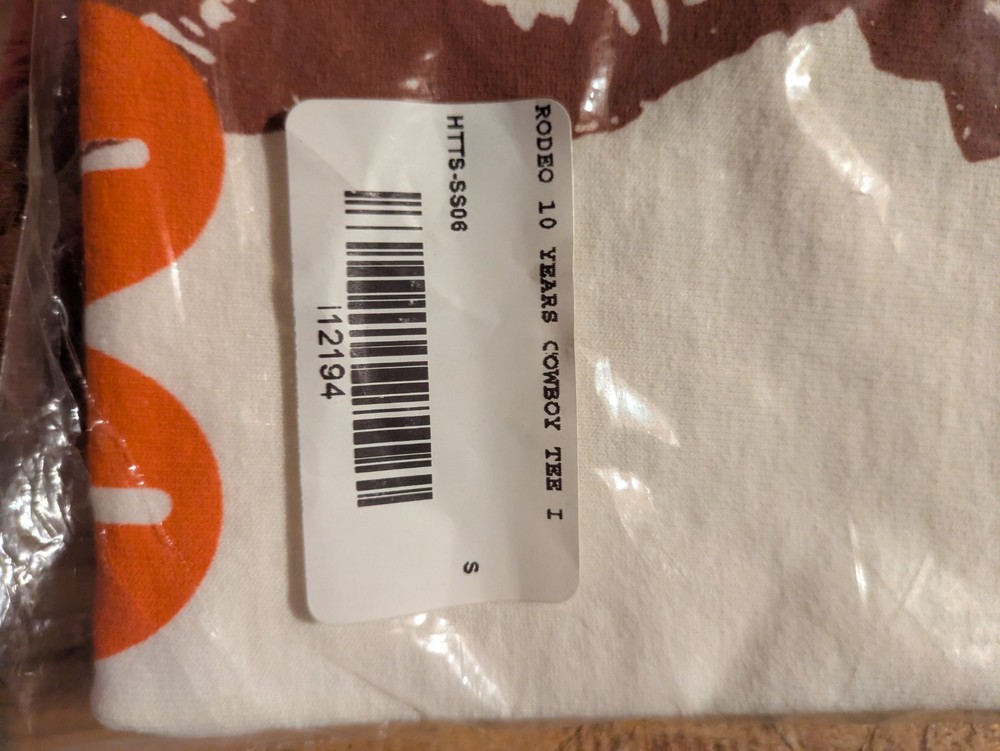 RODEO 10 YEARS COWBOY TEE I
HTTS-SS06
S
112194